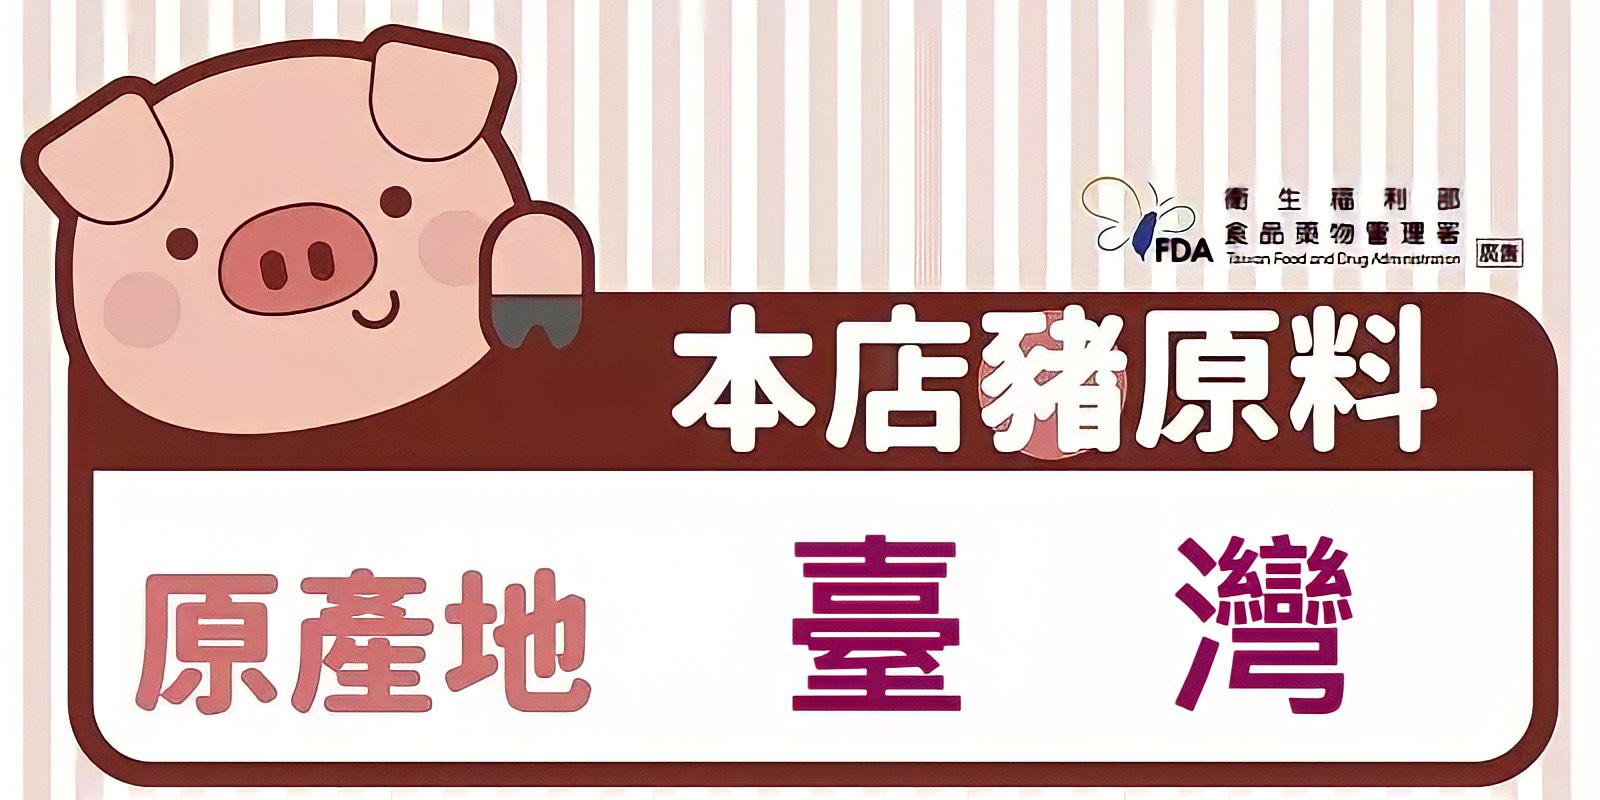 衛生福利部
食品藥物管理署
FDA
Taiwan Food and Drug Administration
廣告
本店豬原料
原產地 臺灣